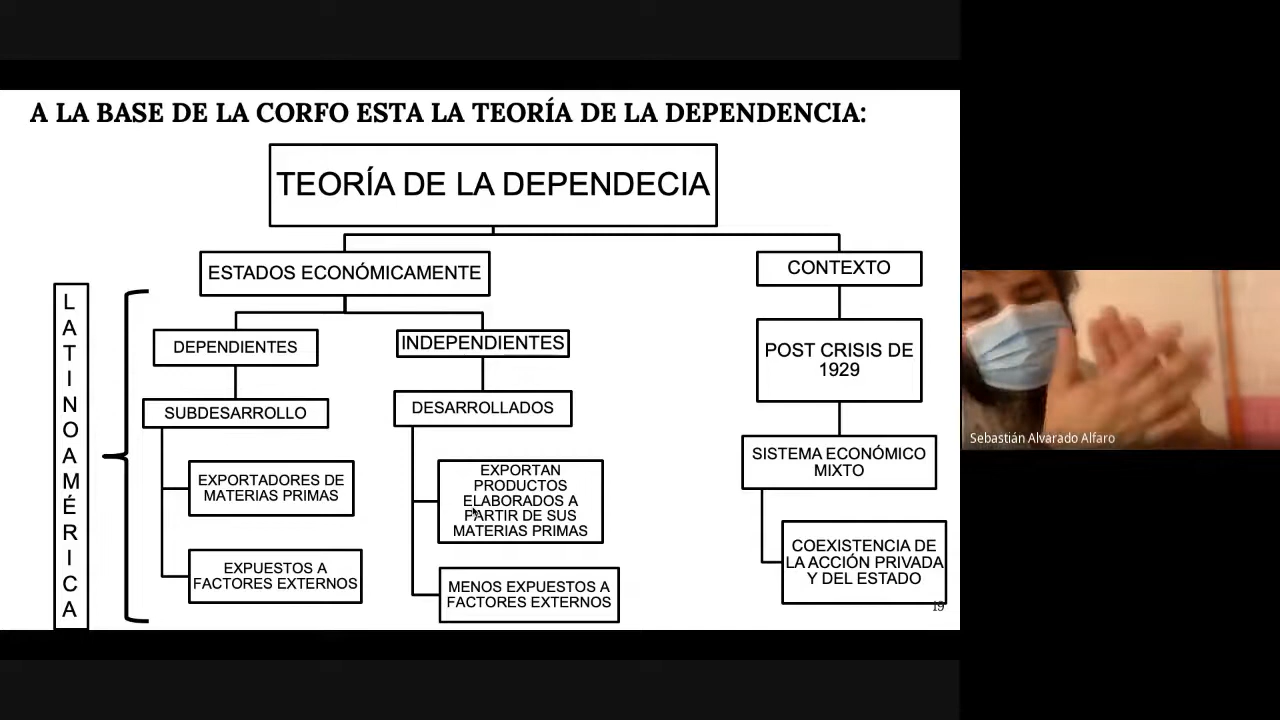 A LA BASE DE LA CORFO ESTA LA TEORÍA DE LA DEPENDENCIA:
TEORÍA DE LA DEPENDECIA
ESTADOS ECONÓMICAMENTE
CONTEXTO
LATINOAMÉRICA
DEPENDIENTES
INDEPENDIENTES
POST CRISIS DE
1929
SUBDESARROLLO
DESARROLLADOS
SISTEMA ECONÓMICO
MIXTO
EXPORTADORES DE
MATERIAS PRIMAS
EXPORTAN
PRODUCTOS
ELABORADOS A
PARTIR DE SUS
MATERIAS PRIMAS
COEXISTENCIA DE
LA ACCIÓN PRIVADA
Y DEL ESTADO
EXPUESTOS A
FACTORES EXTERNOS
MENOS EXPUESTOS A
FACTORES EXTERNOS
19
Sebastián Alvarado Alfaro